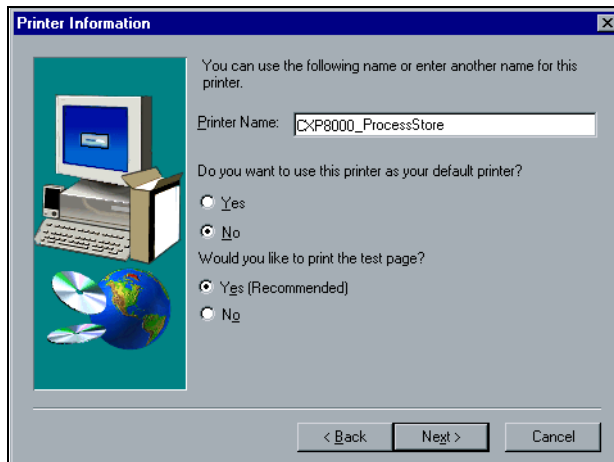 Printer Information
You can use the following name or enter another name for this
printer.
Printer Name: CXP8000_ProcessStore
Do you want to use this printer as your default printer?
Yes
No
Would you like to print the test page?
Yes (Recommended)
No
< Back Next > Cancel